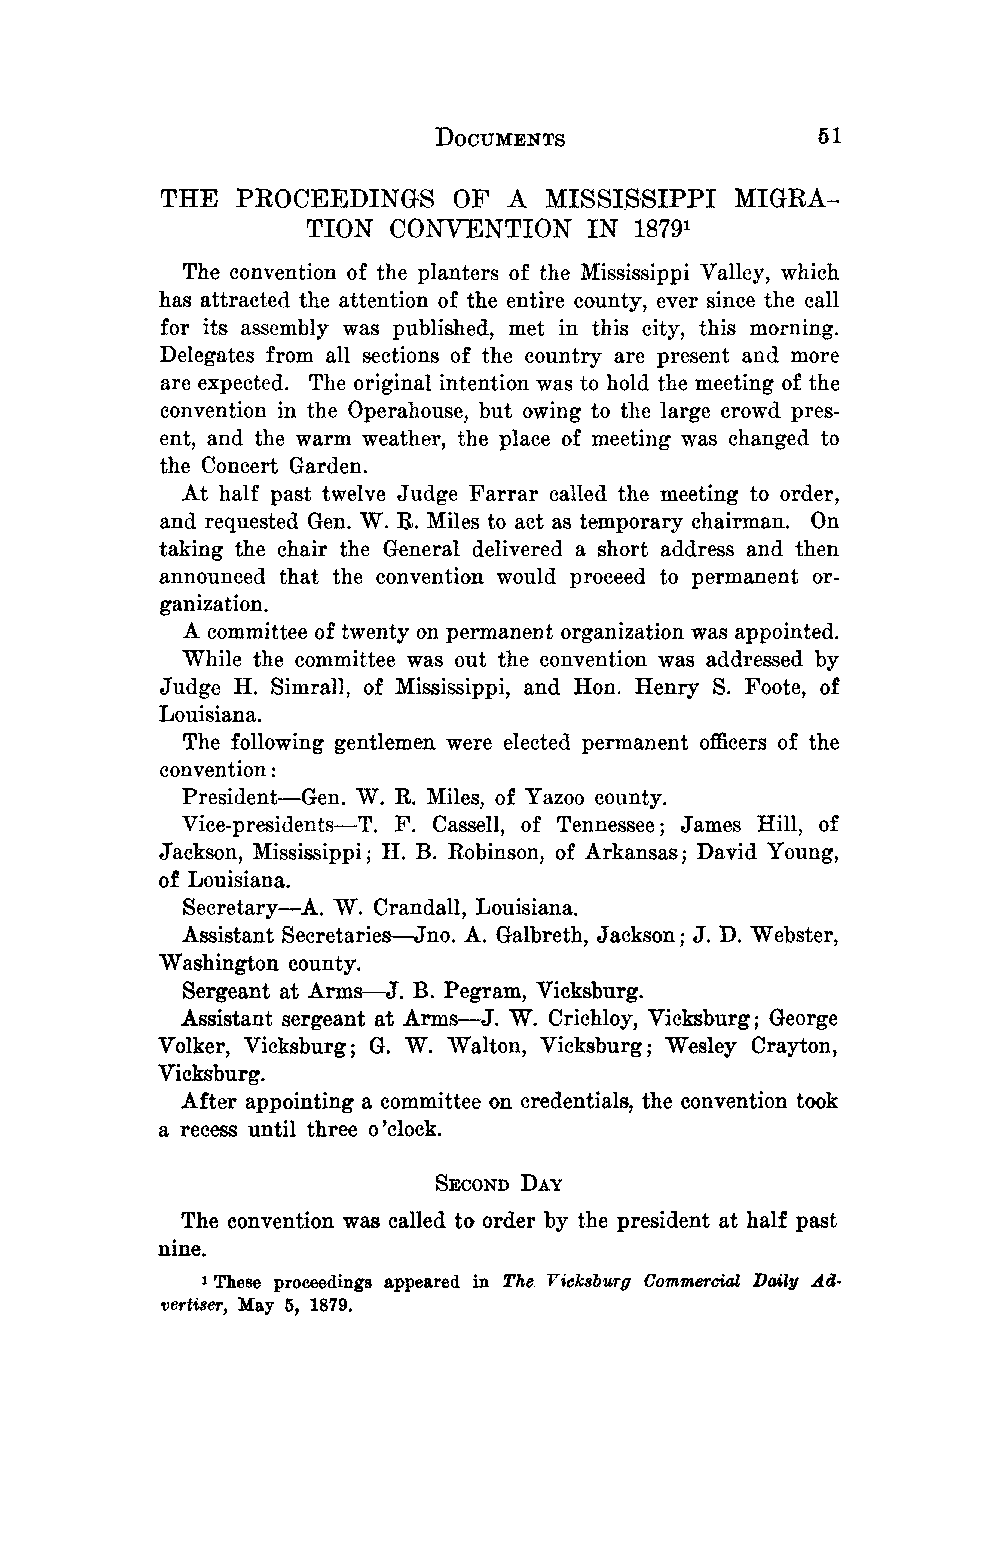 DOCUMENTS 51
THE PROCEEDINGS OF A MISSISSIPPI MIGRA-
TION CONVENTION IN 1879¹
The convention of the planters of the Mississippi Valley, which
has attracted the attention of the entire county, ever since the call
for its assembly was published, met in this city, this morning.
Delegates from all sections of the country are present and more
are expected. The original intention was to hold the meeting of the
convention in the Operahouse, but owing to the large crowd pres-
ent, and the warm weather, the place of meeting was changed to
the Concert Garden.
At half past twelve Judge Farrar called the meeting to order,
and requested Gen. W. R. Miles to act as temporary chairman. On
taking the chair the General delivered a short address and then
announced that the convention would proceed to permanent or-
ganization.
A committee of twenty on permanent organization was appointed.
While the committee was out the convention was addressed by
Judge H. Simrall, of Mississippi, and Hon. Henry S. Foote, of
Louisiana.
The following gentlemen were elected permanent officers of the
convention:
President—Gen. W. R. Miles, of Yazoo county.
Vice-presidents—T. F. Cassell, of Tennessee; James Hill, of
Jackson, Mississippi; H. B. Robinson, of Arkansas; David Young,
of Louisiana.
Secretary—A. W. Crandall, Louisiana.
Assistant Secretaries—Jno. A. Galbreth, Jackson; J. D. Webster,
Washington county.
Sergeant at Arms—J. B. Pegram, Vicksburg.
Assistant sergeant at Arms—J. W. Crichloy, Vicksburg; George
Volker, Vicksburg; G. W. Walton, Vicksburg; Wesley Crayton,
Vicksburg.
After appointing a committee on credentials, the convention took
a recess until three o'clock.
SECOND DAY
The convention was called to order by the president at half past
nine.
¹ These proceedings appeared in The Vicksburg Commercial Daily Ad-
vertiser, May 5, 1879.